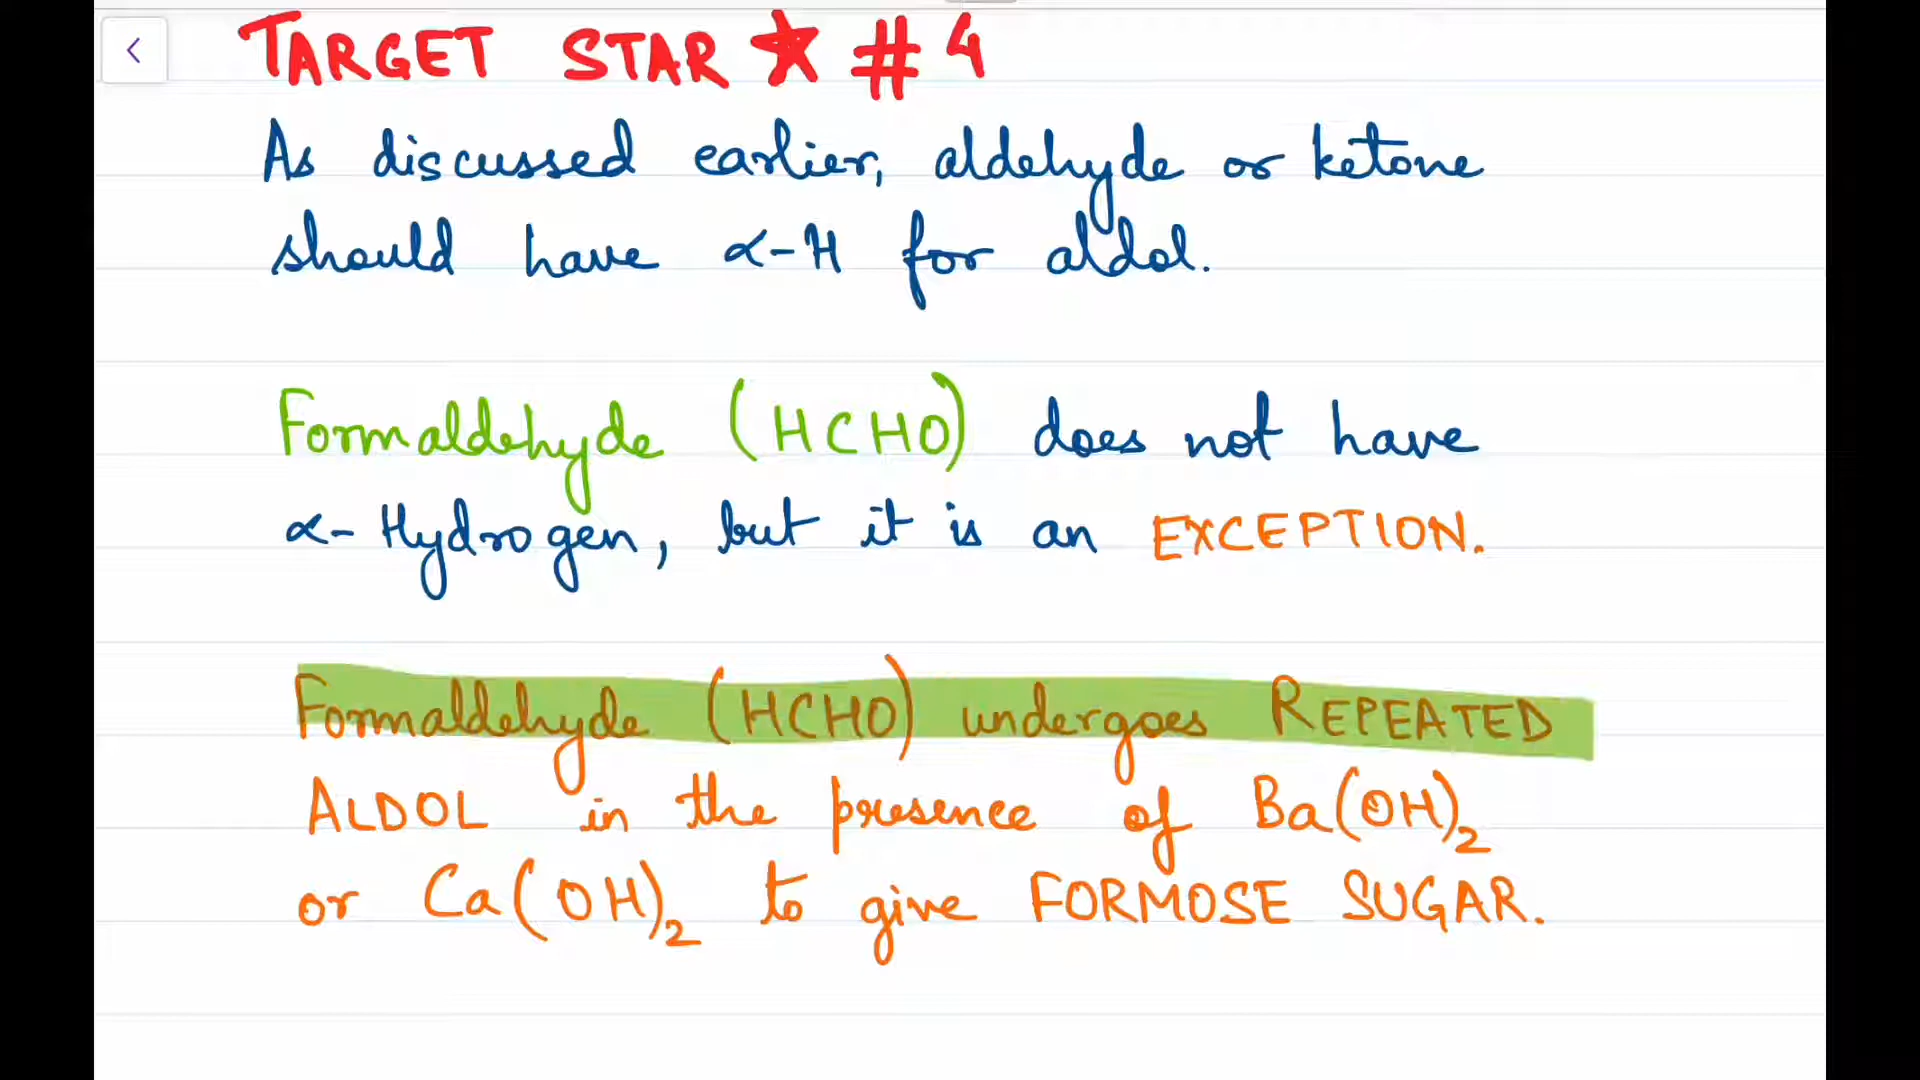 TARGET STAR ★ # 4
As discussed earlier, aldehyde or ketone
should have α-H for aldol.
Formaldehyde (HCHO) does not have
α-Hydrogen, but it is an EXCEPTION.
Formaldehyde (HCHO) undergoes REPEATED
ALDOL in the presence of Ba(OH)₂
or Ca(OH)₂ to give FORMOSE SUGAR.